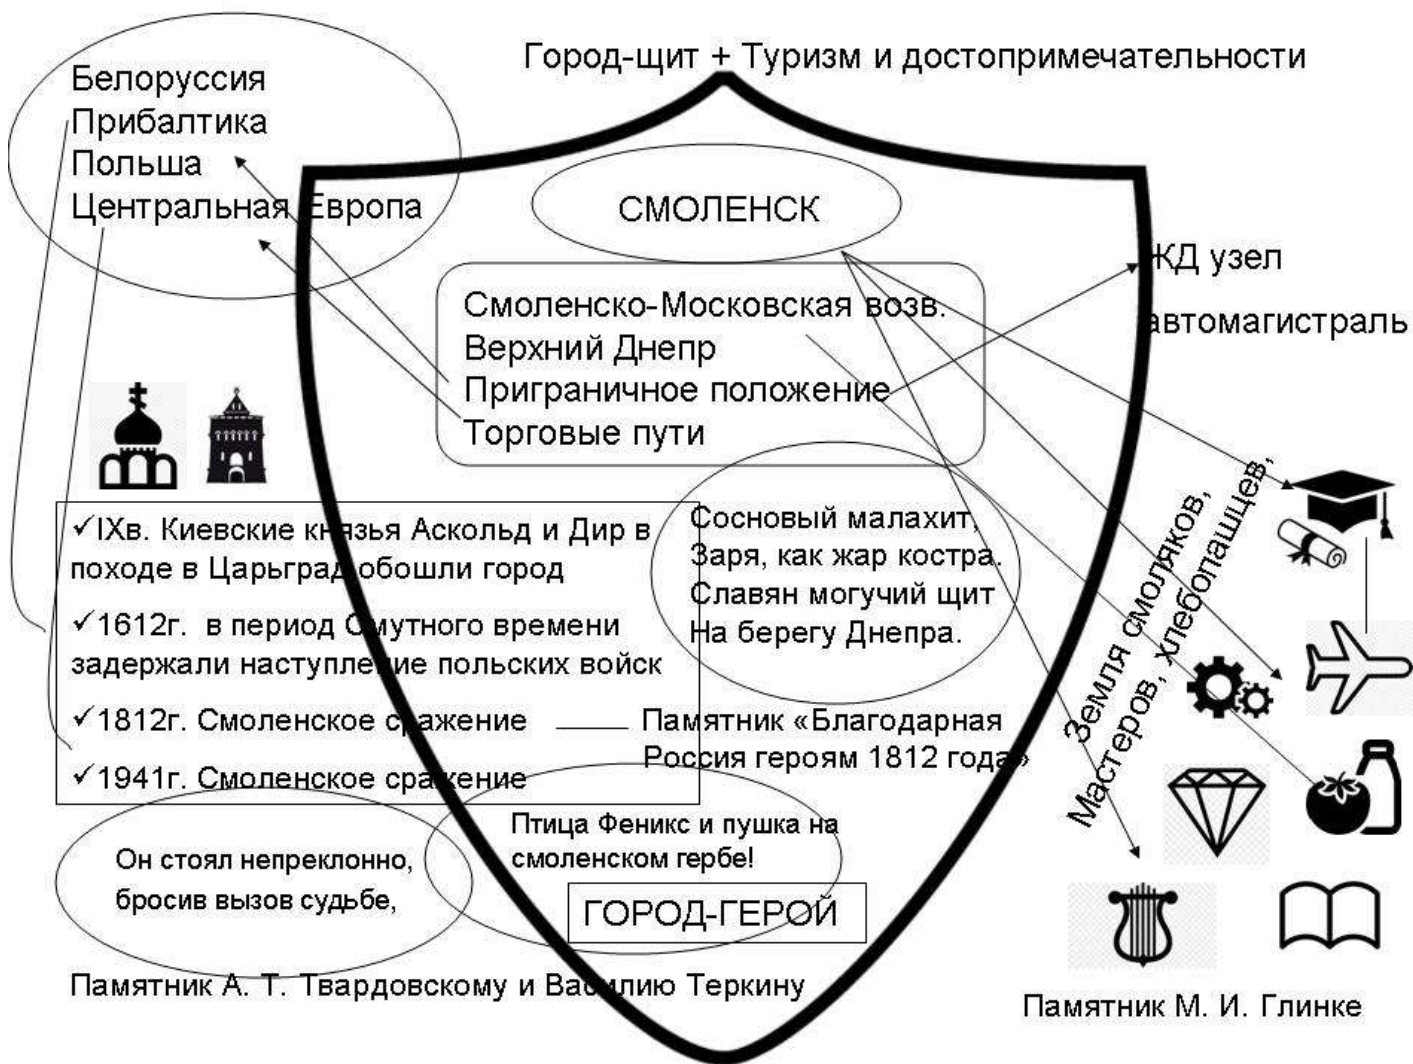 Город-щит + Туризм и достопримечательности
Белоруссия
Прибалтика
Польша
Центральная Европа
СМОЛЕНСК
Смоленско-Московская возв.
Верхний Днепр
Приграничное положение
Торговые пути
ЖД узел
автомагистраль
✓IXв. Киевские князья Аскольд и Дир в
походе в Царьград обошли город
✓1612г. в период Смутного времени
задержали наступление польских войск
✓1812г. Смоленское сражение
✓1941г. Смоленское сражение
Сосновый малахит,
Заря, как жар костра.
Славян могучий щит
На берегу Днепра.
Памятник «Благодарная
Россия героям 1812 года»
Земля смоляков,
Мастеров, хлебопашцев,
Он стоял непреклонно,
бросив вызов судьбе,
Птица Феникс и пушка на
смоленском гербе!
ГОРОД-ГЕРОЙ
Памятник А. Т. Твардовскому и Василию Теркину
Памятник М. И. Глинке